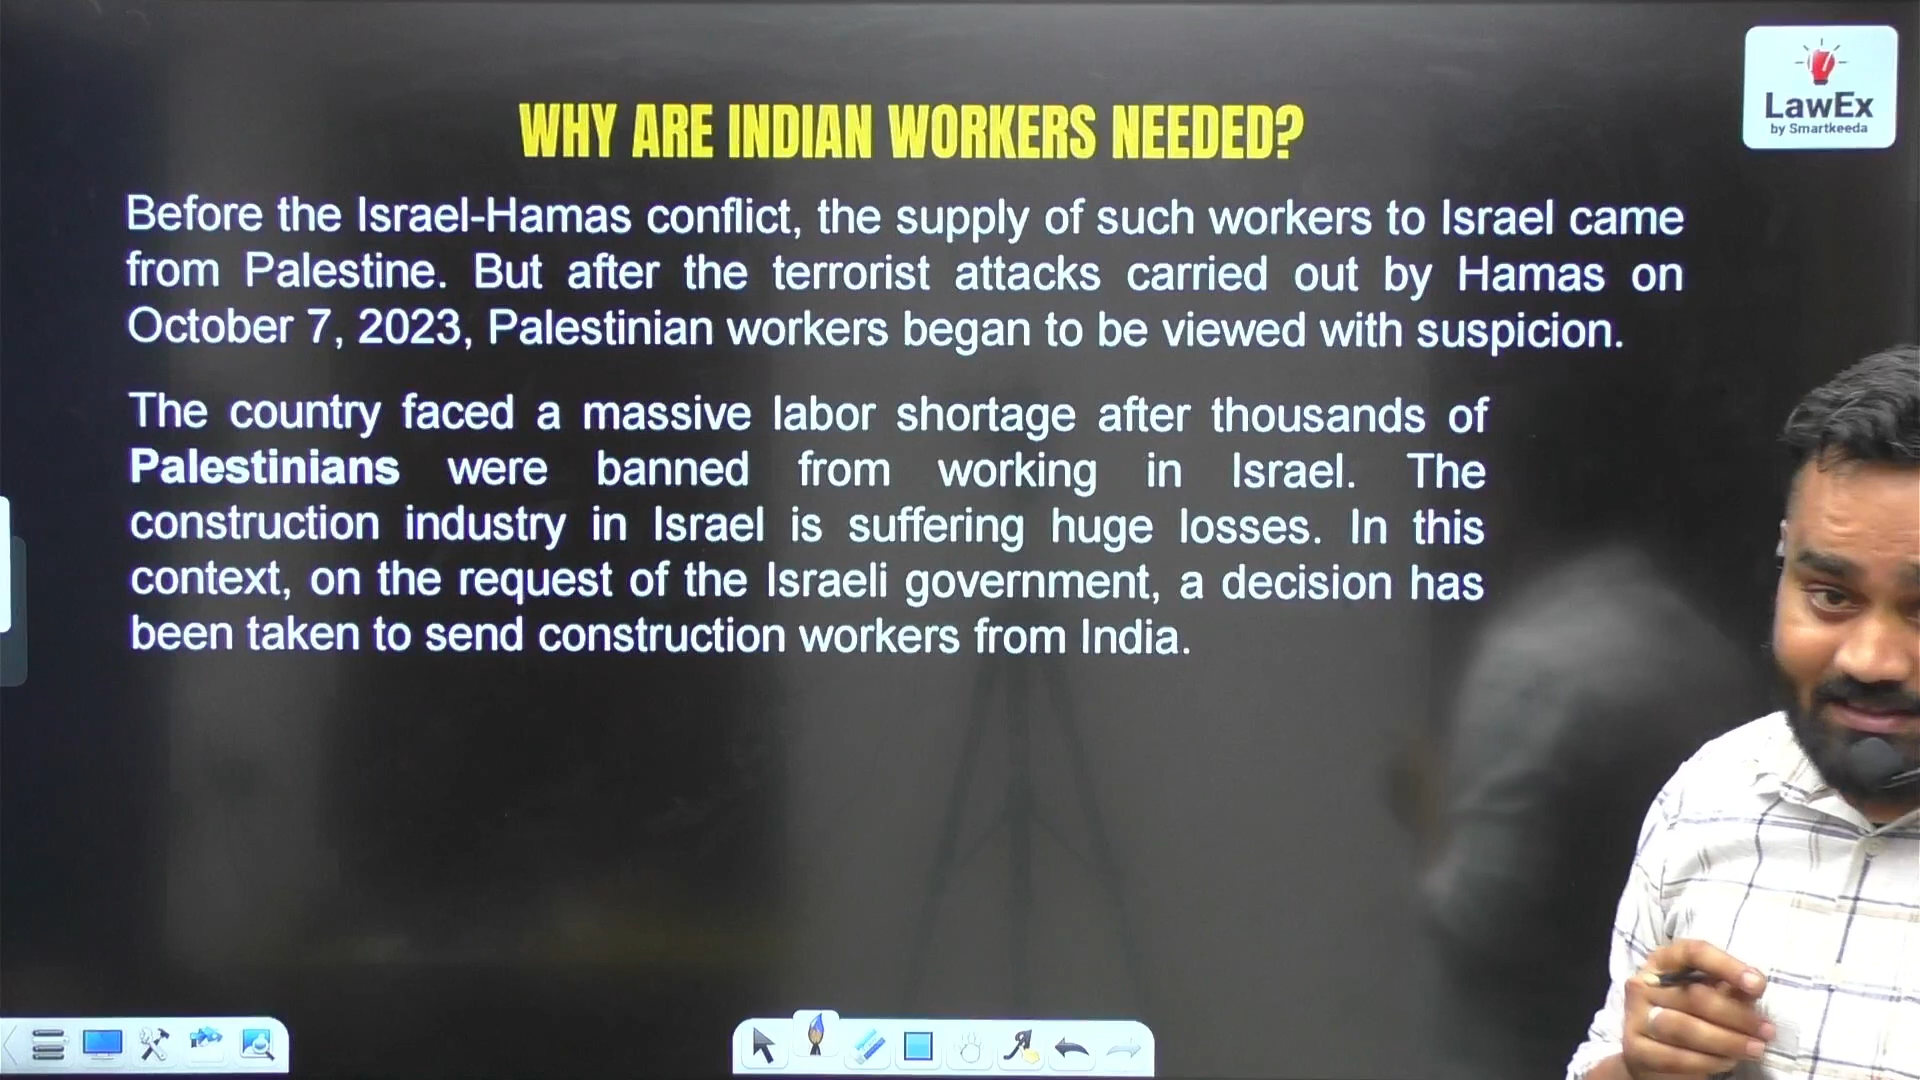 LawEx
by Smartkeeda
WHY ARE INDIAN WORKERS NEEDED?
Before the Israel-Hamas conflict, the supply of such workers to Israel came
from Palestine. But after the terrorist attacks carried out by Hamas on
October 7, 2023, Palestinian workers began to be viewed with suspicion.
The country faced a massive labor shortage after thousands of
Palestinians were banned from working in Israel. The
construction industry in Israel is suffering huge losses. In this
context, on the request of the Israeli government, a decision has
been taken to send construction workers from India.